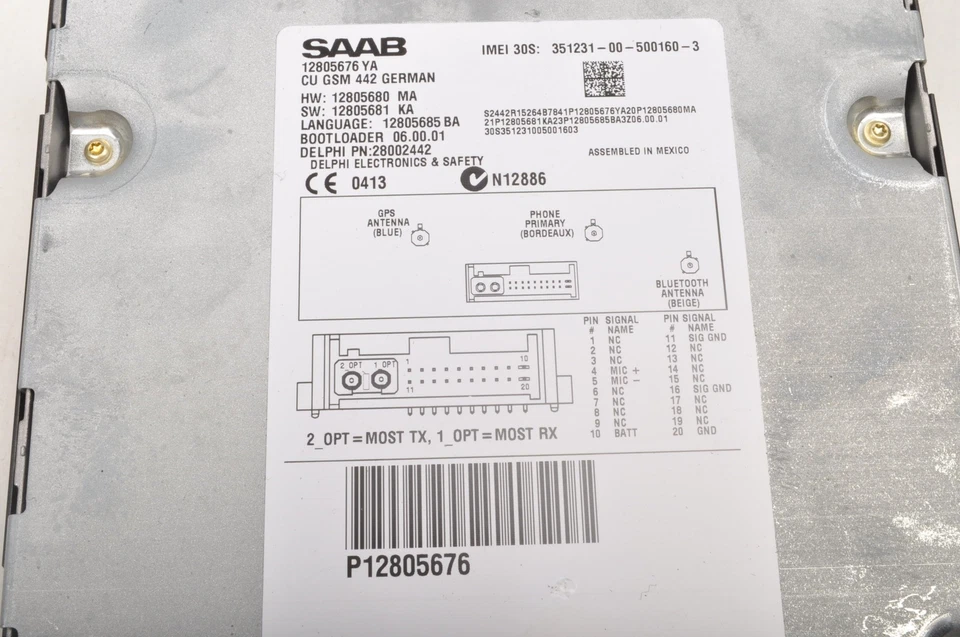 SAAB
IMEI 30S: 351231-00-500160-3
12805676 YA
CU GSM 442 GERMAN
HW: 12805680 MA
SW: 12805681 KA
LANGUAGE: 12805685 BA
BOOTLOADER 06.00.01
DELPHI PN:28002442
DELPHI ELECTRONICS & SAFETY
S2442R15264B7841P12805676YA20P12805680MA
21P12805681KA23P12805685BA3Z06.00.01
30S351231005001603
ASSEMBLED IN MEXICO
CE 0413
N12886
GPS
ANTENNA
(BLUE)
PHONE
PRIMARY
(BORDEAUX)
BLUETOOTH
ANTENNA
(BEIGE)
2 OPT 1 OPT
1 10
11 20
PIN SIGNAL PIN SIGNAL
# NAME # NAME
1 NC 11 SIG GND
2 NC 12 NC
3 NC 13 NC
4 MIC + 14 NC
5 MIC - 15 NC
6 NC 16 SIG GND
7 NC 17 NC
8 NC 18 NC
9 NC 19 NC
10 BATT 20 GND
2_OPT=MOST TX, 1_OPT=MOST RX
P12805676